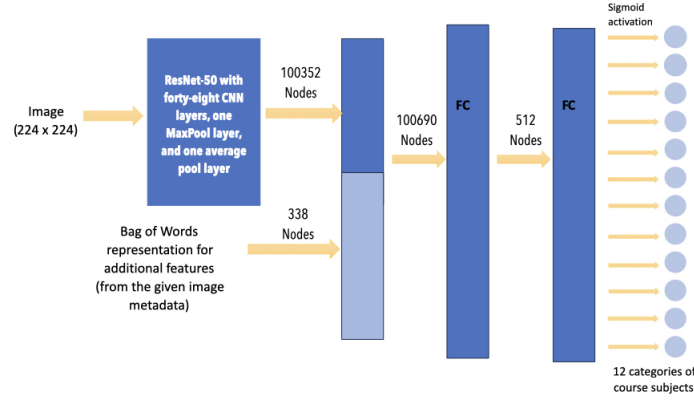 Image
(224 x 224)
ResNet-50 with
forty-eight CNN
layers, one
MaxPool layer,
and one average
pool layer
100352
Nodes
Bag of Words
representation for
additional features
(from the given image
metadata)
338
Nodes
100690
Nodes
FC
512
Nodes
FC
Sigmoid
activation
12 categories of
course subjects